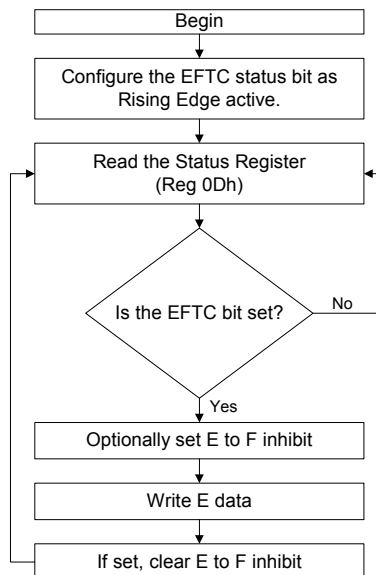 Begin
Configure the EFTC status bit as
Rising Edge active.
Read the Status Register
(Reg 0Dh)
Is the EFTC bit set?
No
Yes
Optionally set E to F inhibit
Write E data
If set, clear E to F inhibit